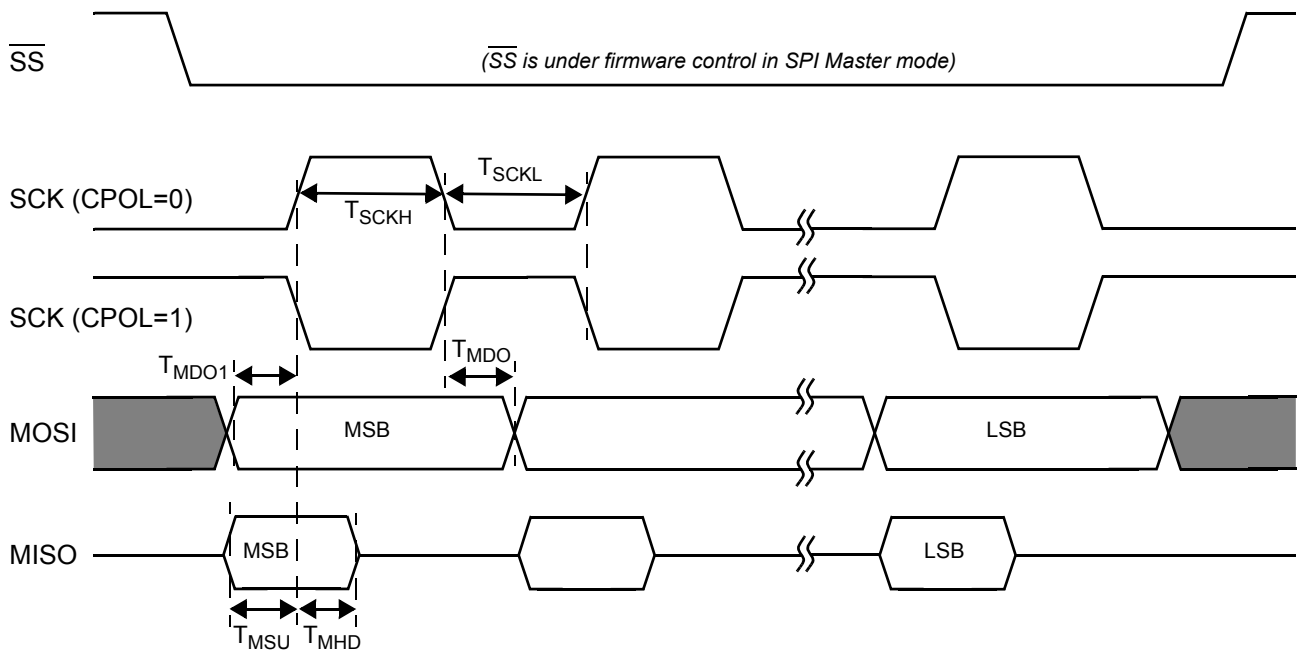 SS
(SS is under firmware control in SPI Master mode)
SCK (CPOL=0)
TSCKH
TSCKL
SCK (CPOL=1)
TMDO1
TMDO
MOSI
MSB
LSB
MISO
MSB
LSB
TMSU
TMHD